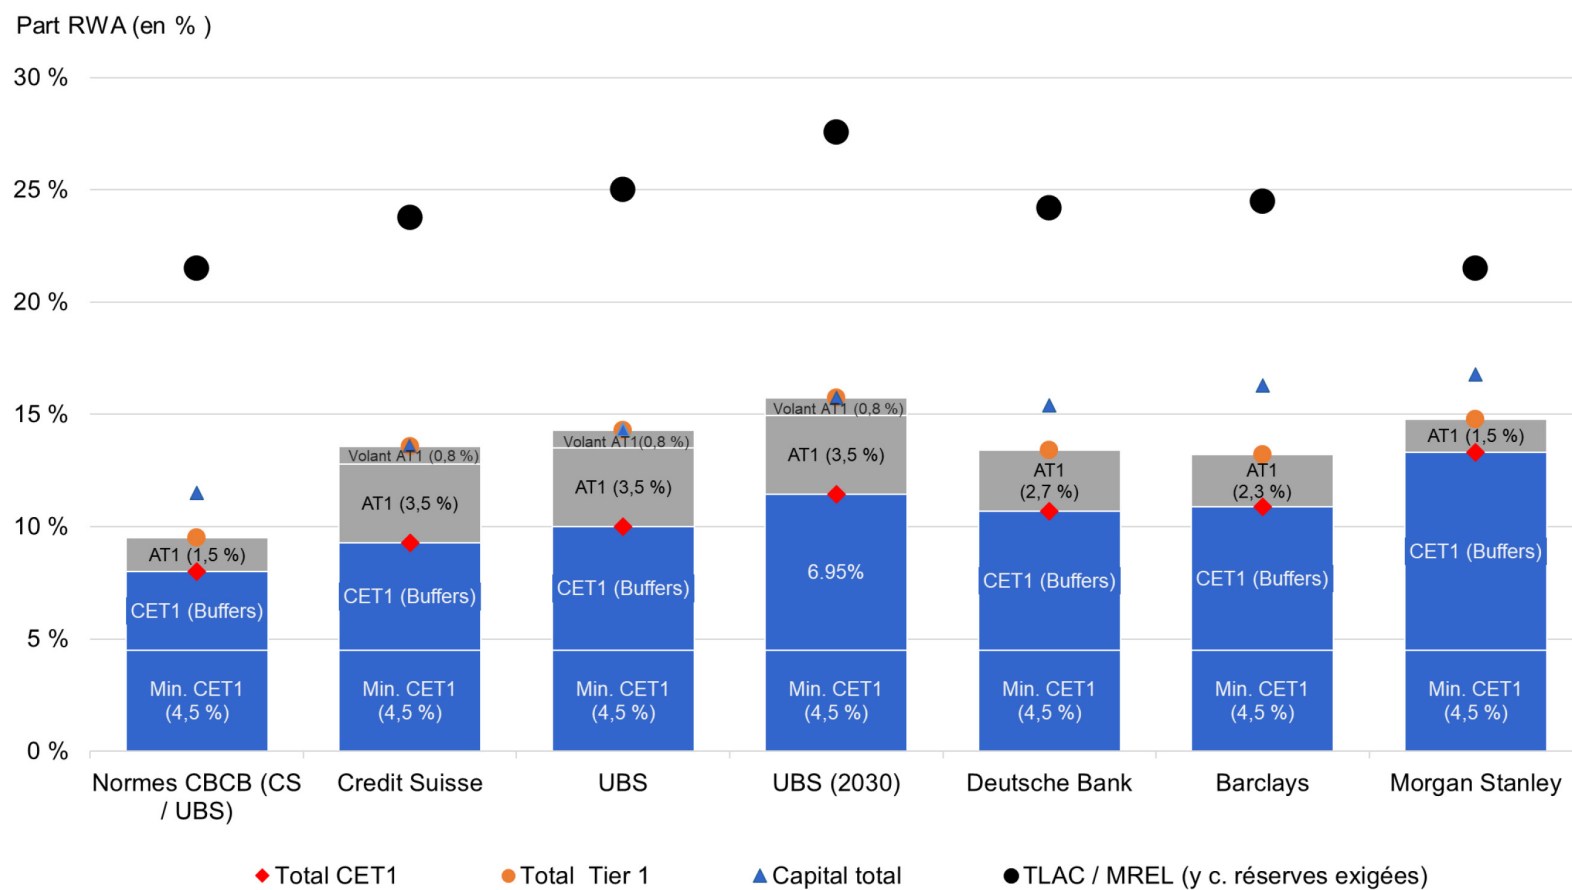 Part RWA (en % )
30 %
25 %
20 %
15 %
10 %
5 %
0 %
AT1 (1,5 %)
CET1 (Buffers)
Min. CET1
(4,5 %)
Volant AT1 (0,8 %)
AT1 (3,5 %)
CET1 (Buffers)
Min. CET1
(4,5 %)
Volant AT1(0,8 %)
AT1 (3,5 %)
CET1 (Buffers)
Min. CET1
(4,5 %)
Volant AT1 (0,8 %)
AT1 (3,5 %)
6.95%
Min. CET1
(4,5 %)
AT1
(2,7 %)
CET1 (Buffers)
Min. CET1
(4,5 %)
AT1
(2,3 %)
CET1 (Buffers)
Min. CET1
(4,5 %)
AT1 (1,5 %)
CET1 (Buffers)
Min. CET1
(4,5 %)
Normes CBCB (CS
/ UBS)
Credit Suisse
UBS
UBS (2030)
Deutsche Bank
Barclays
Morgan Stanley
Total CET1
Total Tier 1
Capital total
TLAC / MREL (y c. réserves exigées)